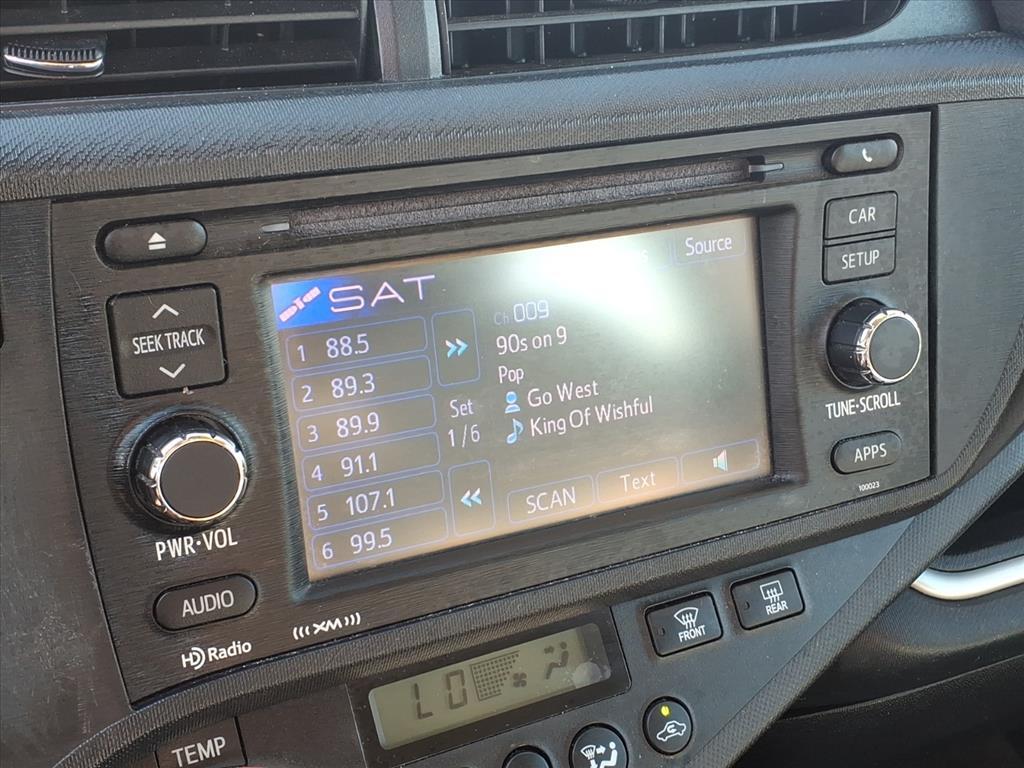 SEEK TRACK
PWR·VOL
AUDIO
HD Radio
(((XM)))
SAT
Source
1 88.5
2 89.3
3 89.9
4 91.1
5 107.1
6 99.5
Set
1/6
Ch 009
90s on 9
Pop
Go West
King Of Wishful
SCAN
Text
CAR
SETUP
TUNE·SCROLL
APPS
100023
FRONT
REAR
LO
TEMP